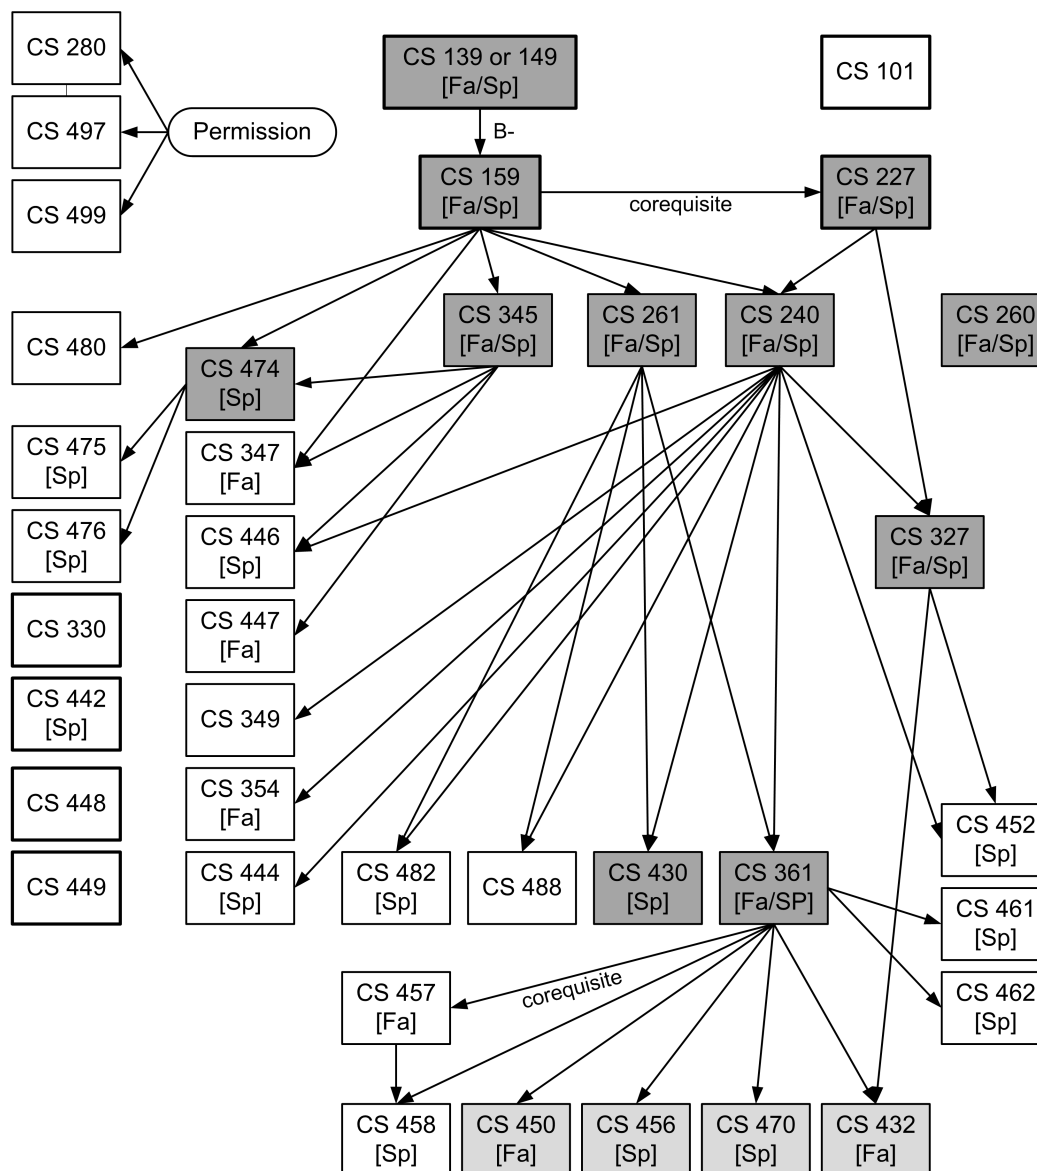 CS 280
CS 139 or 149
[Fa/Sp]
CS 101
CS 497
Permission
B-
CS 499
CS 159
[Fa/Sp]
corequisite
CS 227
[Fa/Sp]
CS 480
CS 345
[Fa/Sp]
CS 261
[Fa/Sp]
CS 240
[Fa/Sp]
CS 260
[Fa/Sp]
CS 474
[Sp]
CS 475
[Sp]
CS 347
[Fa]
CS 476
[Sp]
CS 446
[Sp]
CS 327
[Fa/Sp]
CS 330
CS 447
[Fa]
CS 442
[Sp]
CS 349
CS 448
CS 354
[Fa]
CS 452
[Sp]
CS 449
CS 444
[Sp]
CS 482
[Sp]
CS 488
CS 430
[Sp]
CS 361
[Fa/SP]
CS 461
[Sp]
CS 457
[Fa]
corequisite
CS 462
[Sp]
CS 458
[Sp]
CS 450
[Fa]
CS 456
[Sp]
CS 470
[Sp]
CS 432
[Fa]